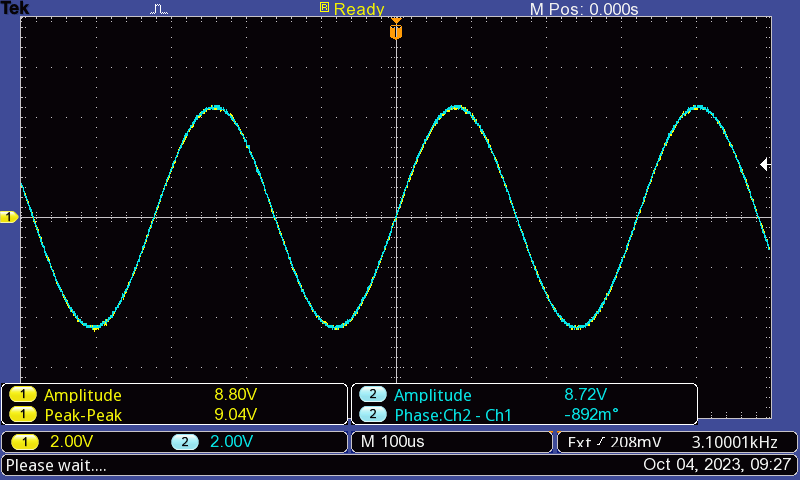 Tek R Ready M Pos: 0.000s
T
1
1 Amplitude 8.80V 2 Amplitude 8.72V
1 Peak-Peak 9.04V 2 Phase:Ch2 - Ch1 -892m°
1 2.00V 2 2.00V M 100us Ext 208mV 3.10001kHz
Please wait.... Oct 04, 2023, 09:27